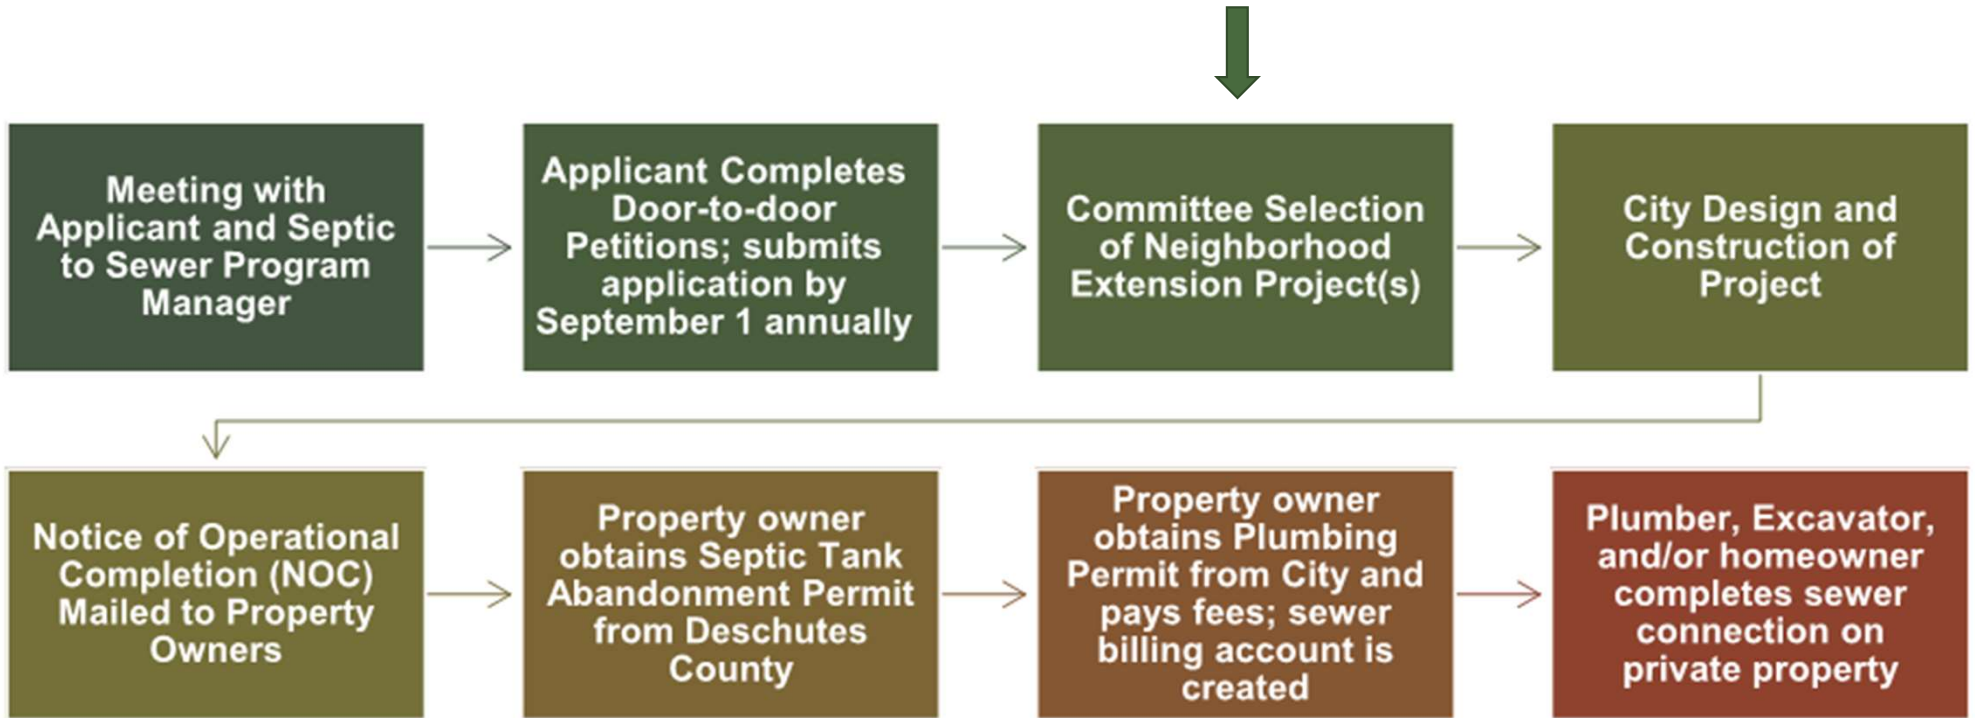 Meeting with
Applicant and Septic
to Sewer Program
Manager
Applicant Completes
Door-to-door
Petitions; submits
application by
September 1 annually
Committee Selection
of Neighborhood
Extension Project(s)
City Design and
Construction of
Project
Notice of Operational
Completion (NOC)
Mailed to Property
Owners
Property owner
obtains Septic Tank
Abandonment Permit
from Deschutes
County
Property owner
obtains Plumbing
Permit from City and
pays fees; sewer
billing account is
created
Plumber, Excavator,
and/or homeowner
completes sewer
connection on
private property